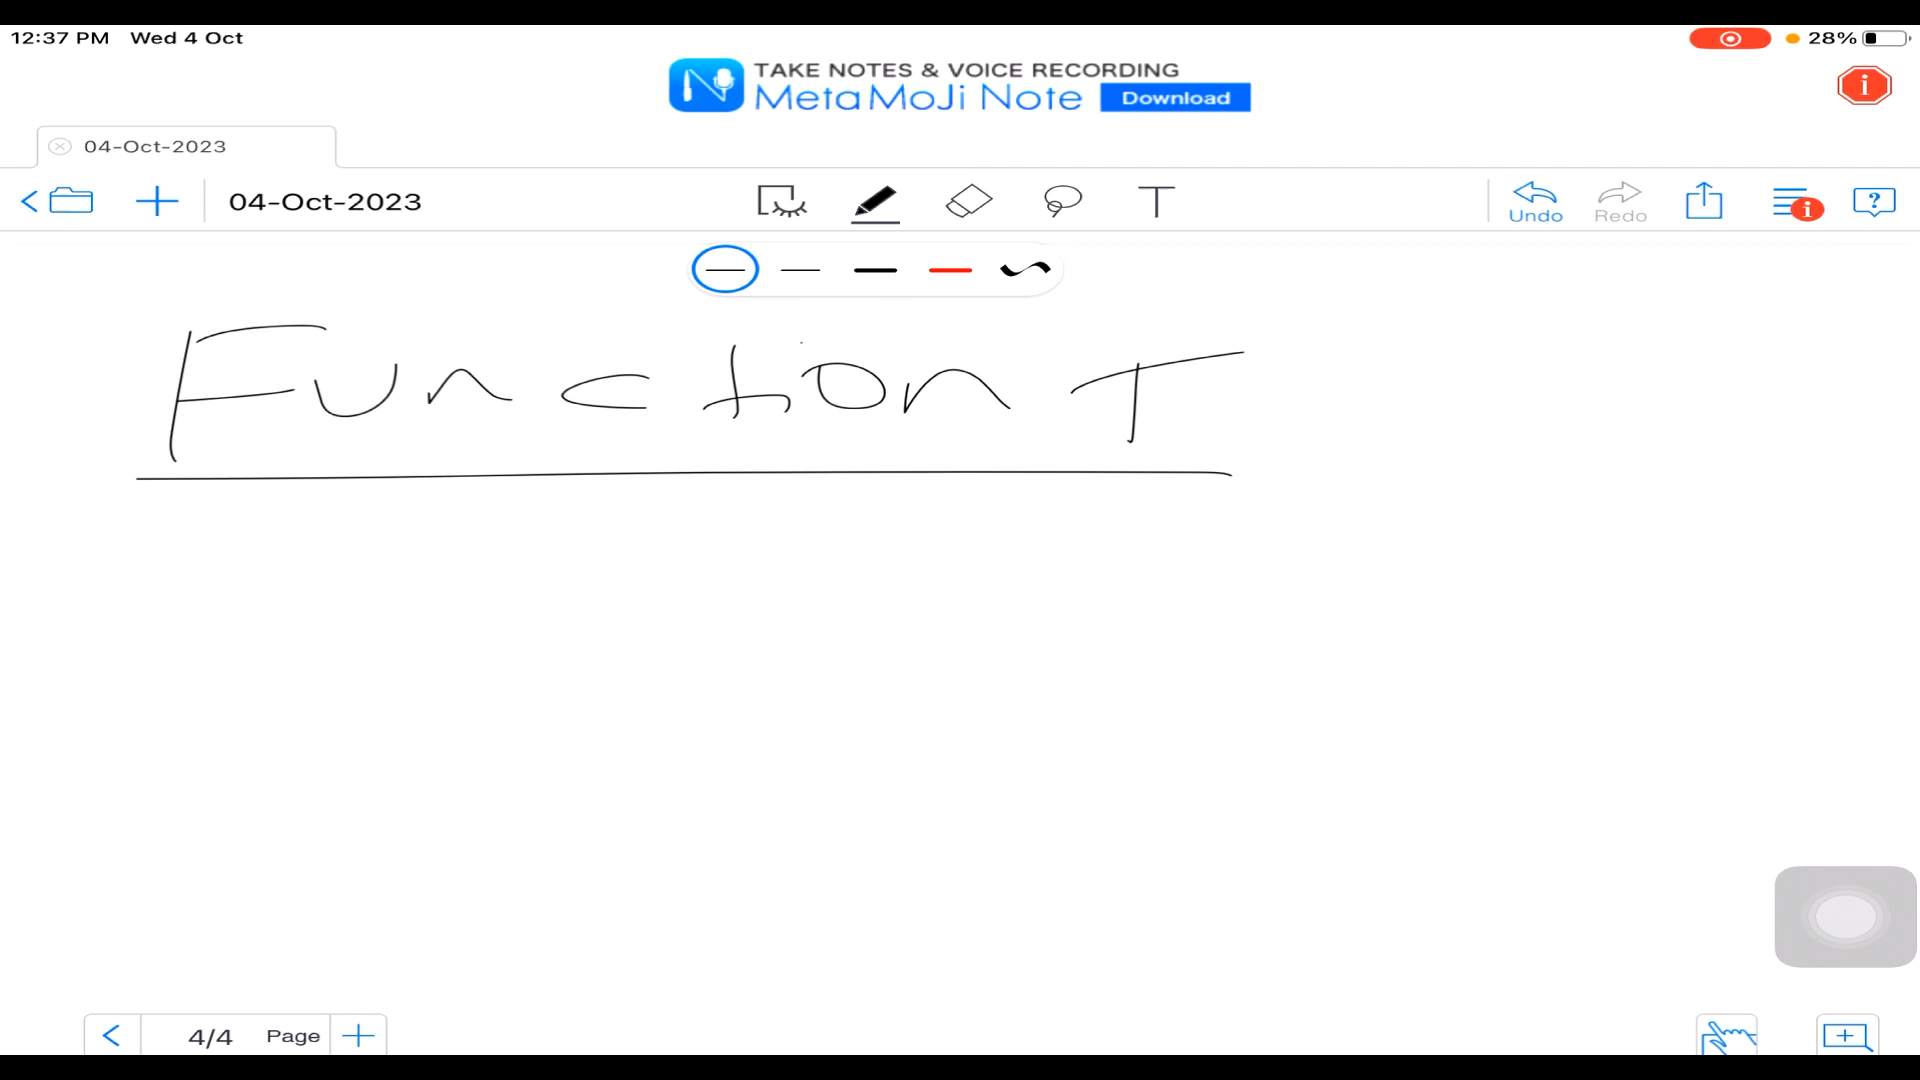 12:37 PM Wed 4 Oct 28%
TAKE NOTES & VOICE RECORDING
MetaMoJi Note Download
04-Oct-2023
04-Oct-2023
Undo Redo
Function T
4/4 Page